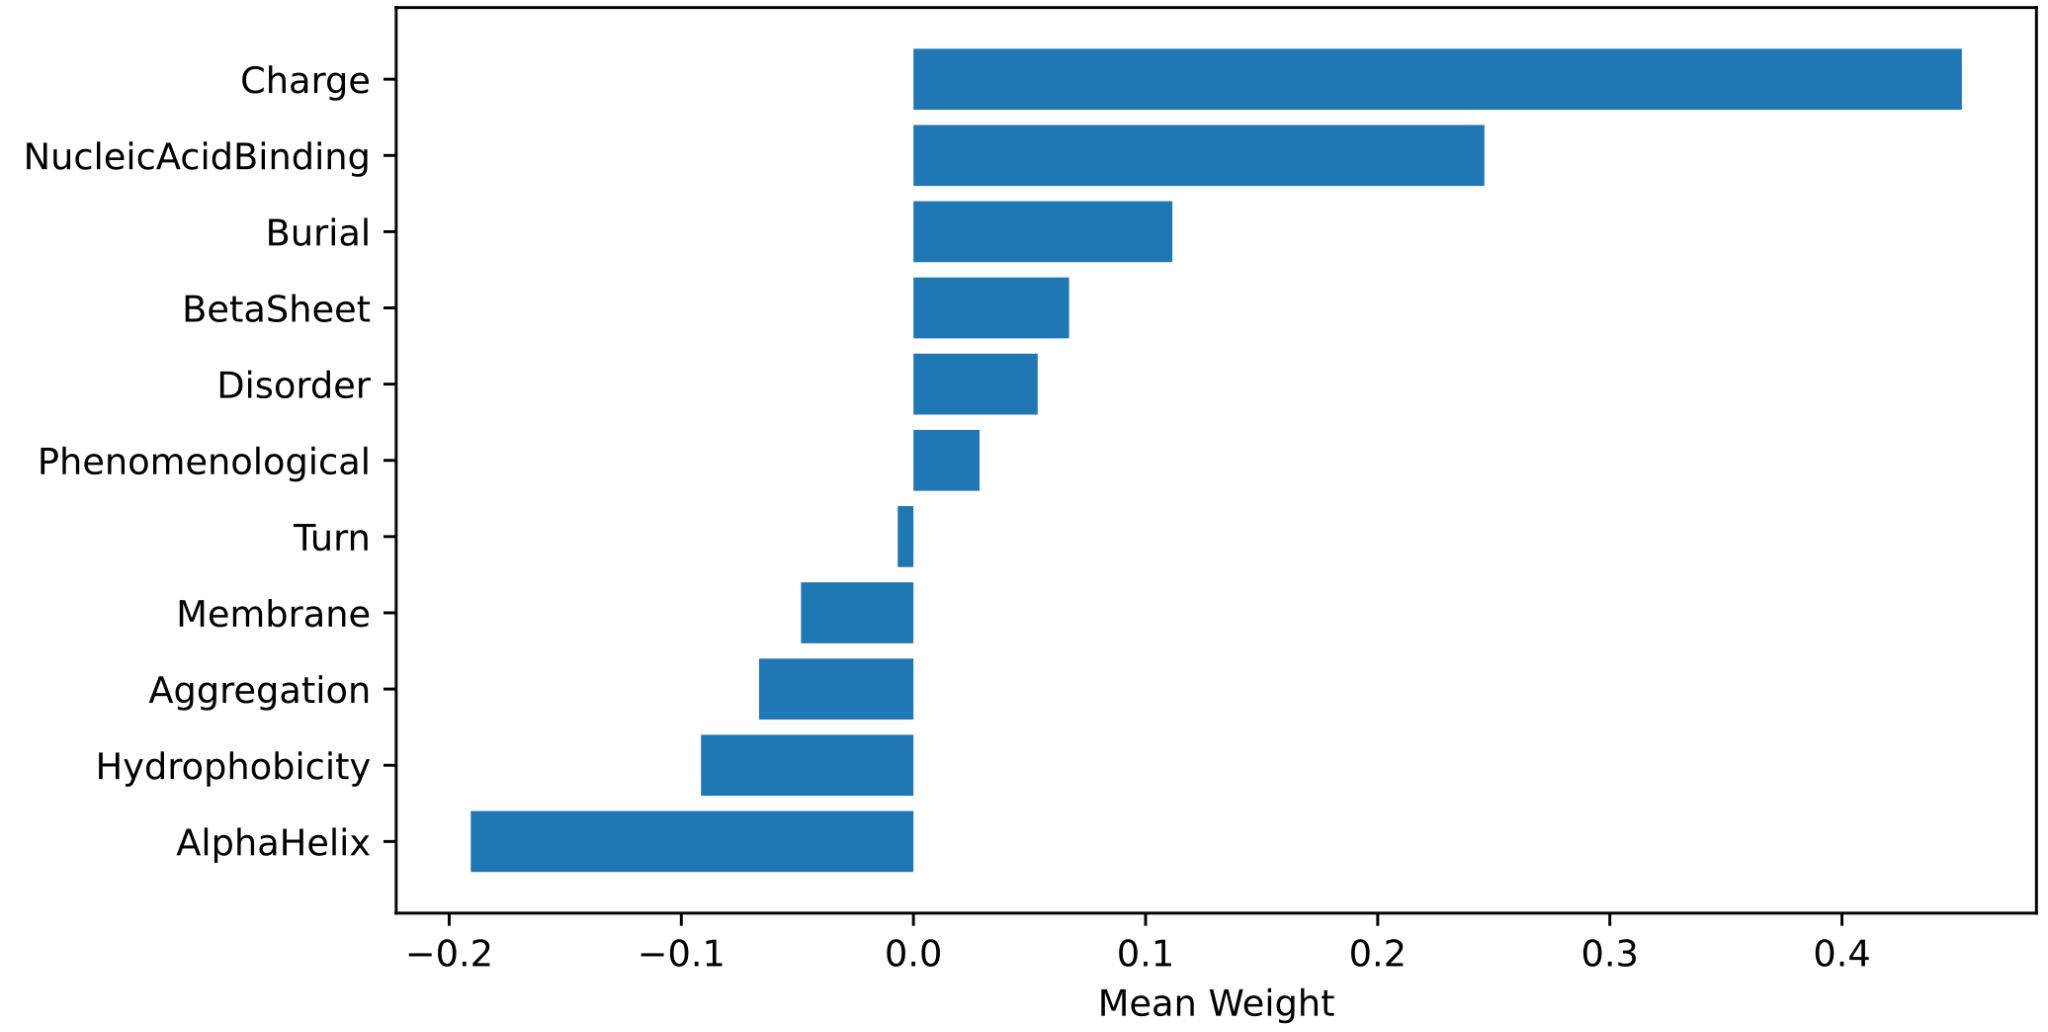 Charge
NucleicAcidBinding
Burial
BetaSheet
Disorder
Phenomenological
Turn
Membrane
Aggregation
Hydrophobicity
AlphaHelix
−0.2 −0.1 0.0 0.1 0.2 0.3 0.4
Mean Weight